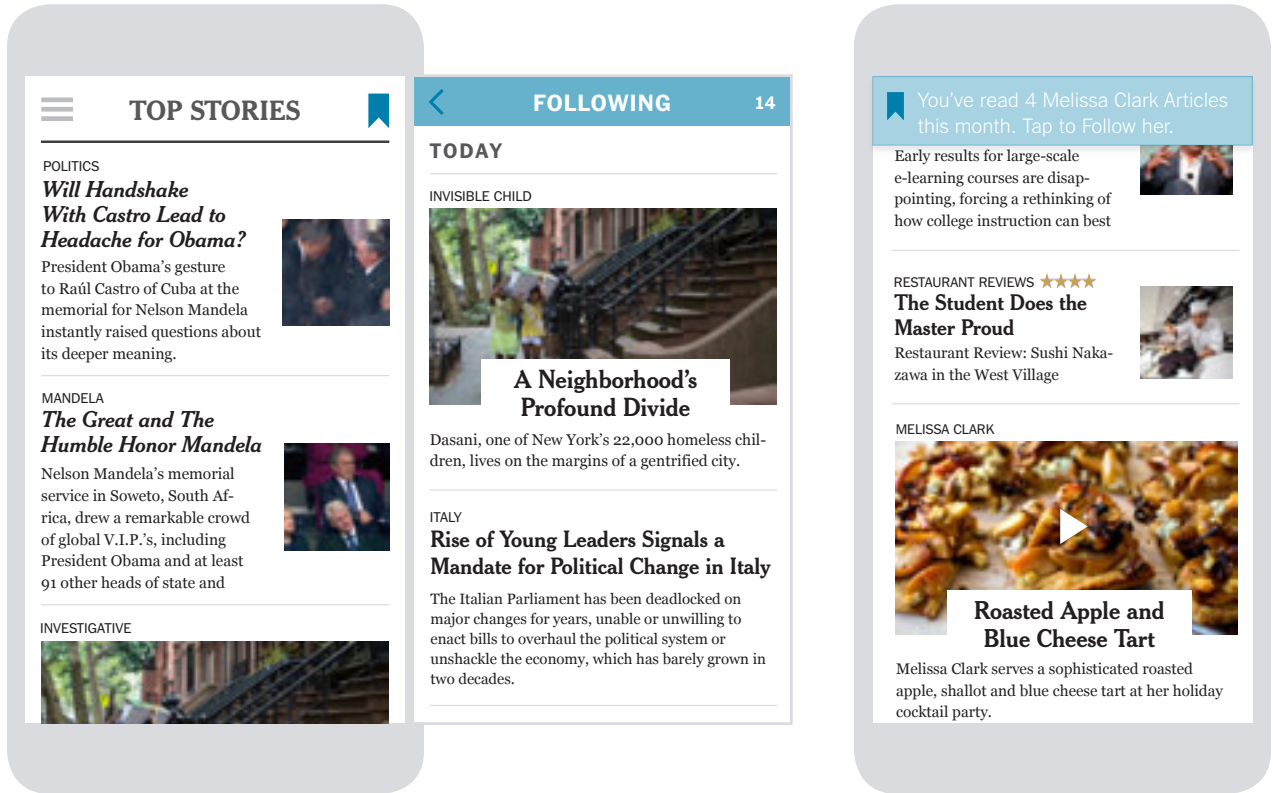 TOP STORIES
POLITICS
Will Handshake
With Castro Lead to
Headache for Obama?
President Obama’s gesture
to Raúl Castro of Cuba at the
memorial for Nelson Mandela
instantly raised questions about
its deeper meaning.
MANDELA
The Great and The
Humble Honor Mandela
Nelson Mandela’s memorial
service in Soweto, South Af-
rica, drew a remarkable crowd
of global V.I.P.’s, including
President Obama and at least
91 other heads of state and
INVESTIGATIVE
FOLLOWING 14
TODAY
INVISIBLE CHILD
A Neighborhood’s
Profound Divide
Dasani, one of New York’s 22,000 homeless chil-
dren, lives on the margins of a gentrified city.
ITALY
Rise of Young Leaders Signals a
Mandate for Political Change in Italy
The Italian Parliament has been deadlocked on
major changes for years, unable or unwilling to
enact bills to overhaul the political system or
unshackle the economy, which has barely grown in
two decades.
You’ve read 4 Melissa Clark Articles
this month. Tap to Follow her.
Early results for large-scale
e-learning courses are disap-
pointing, forcing a rethinking of
how college instruction can best
RESTAURANT REVIEWS ★★★★
The Student Does the
Master Proud
Restaurant Review: Sushi Naka-
zawa in the West Village
MELISSA CLARK
Roasted Apple and
Blue Cheese Tart
Melissa Clark serves a sophisticated roasted
apple, shallot and blue cheese tart at her holiday
cocktail party.